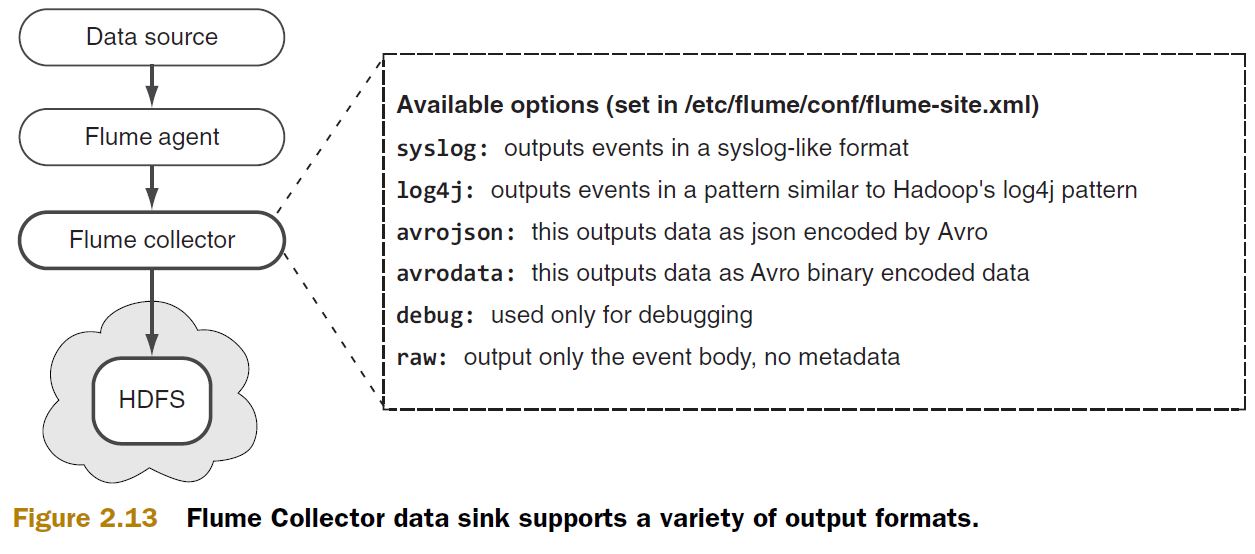 Data source
Flume agent
Flume collector
HDFS
Available options (set in /etc/flume/conf/flume-site.xml)
syslog: outputs events in a syslog-like format
log4j: outputs events in a pattern similar to Hadoop's log4j pattern
avrojson: this outputs data as json encoded by Avro
avrodata: this outputs data as Avro binary encoded data
debug: used only for debugging
raw: output only the event body, no metadata
Figure 2.13 Flume Collector data sink supports a variety of output formats.